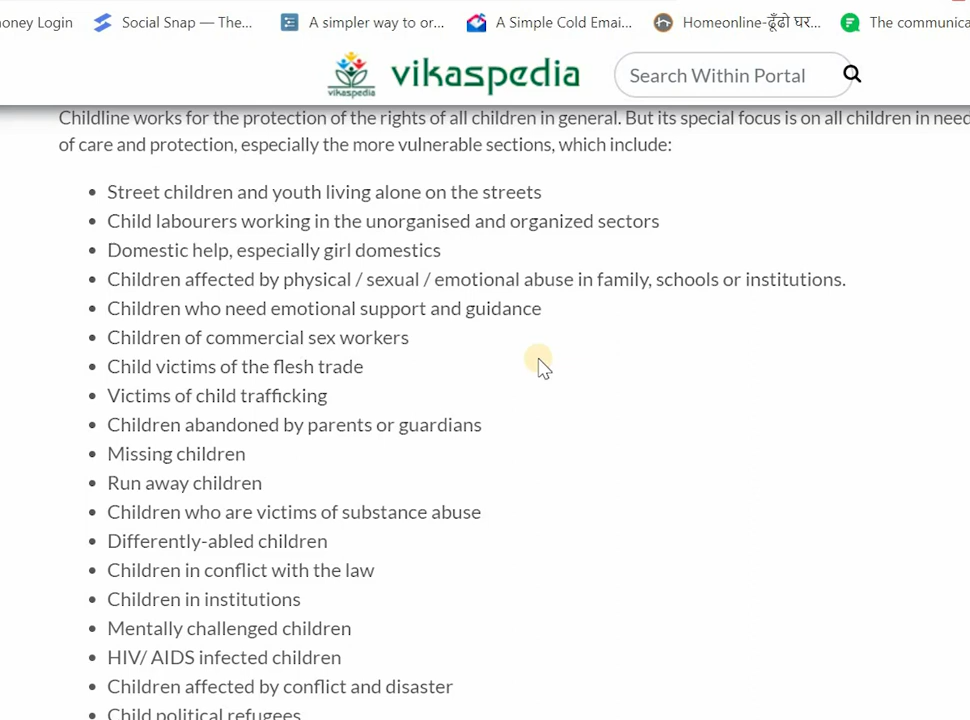 noney Login Social Snap — The... A simpler way to or... A Simple Cold Emai... Homeonline-ढूँढो घर... The communica
vikaspedia vikaspedia Search Within Portal
Childline works for the protection of the rights of all children in general. But its special focus is on all children in need
of care and protection, especially the more vulnerable sections, which include:
• Street children and youth living alone on the streets
• Child labourers working in the unorganised and organized sectors
• Domestic help, especially girl domestics
• Children affected by physical / sexual / emotional abuse in family, schools or institutions.
• Children who need emotional support and guidance
• Children of commercial sex workers
• Child victims of the flesh trade
• Victims of child trafficking
• Children abandoned by parents or guardians
• Missing children
• Run away children
• Children who are victims of substance abuse
• Differently-abled children
• Children in conflict with the law
• Children in institutions
• Mentally challenged children
• HIV/ AIDS infected children
• Children affected by conflict and disaster
• Child political refugees